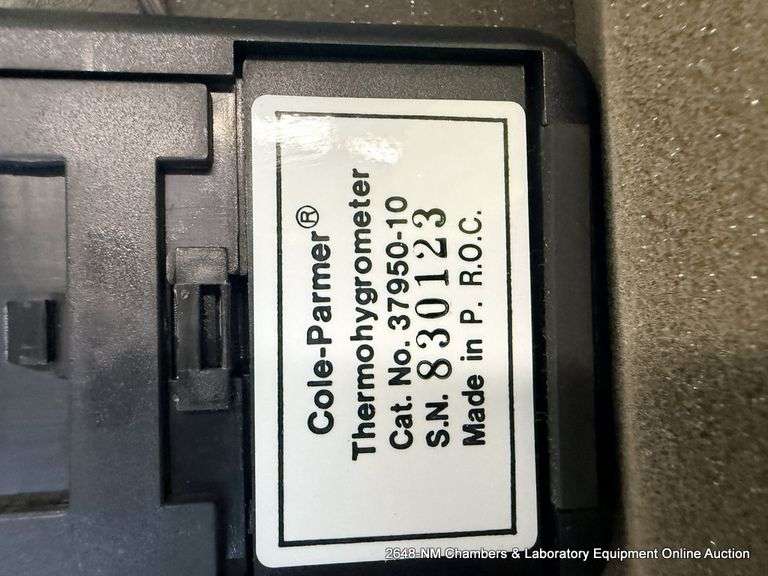 Cole-Parmer®
Thermohygrometer
Cat. No. 37950-10
S.N. 830123
Made in P. R.O.C.
2648-NM Chambers & Laboratory Equipment Online Auction